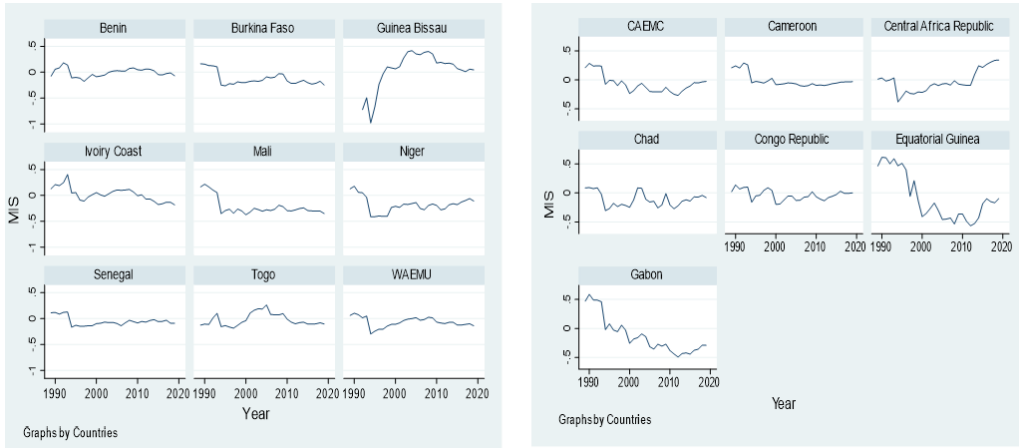 Benin Burkina Faso Guinea Bissau
.5
0
-.5
-1
Ivory Coast Mali Niger
.5
0
-.5
-1
Senegal Togo WAEMU
.5
0
-.5
-1
1990 2000 2010 2020 1990 2000 2010 2020 1990 2000 2010 2020
MIS
Year
Graphs by Countries
CAEMC Cameroon Central Africa Republic
.5
0
-.5
Chad Congo Republic Equatorial Guinea
.5
0
-.5
1990 2000 2010 2020 1990 2000 2010 2020
Gabon
.5
0
-.5
1990 2000 2010 2020
MIS
Year
Graphs by Countries